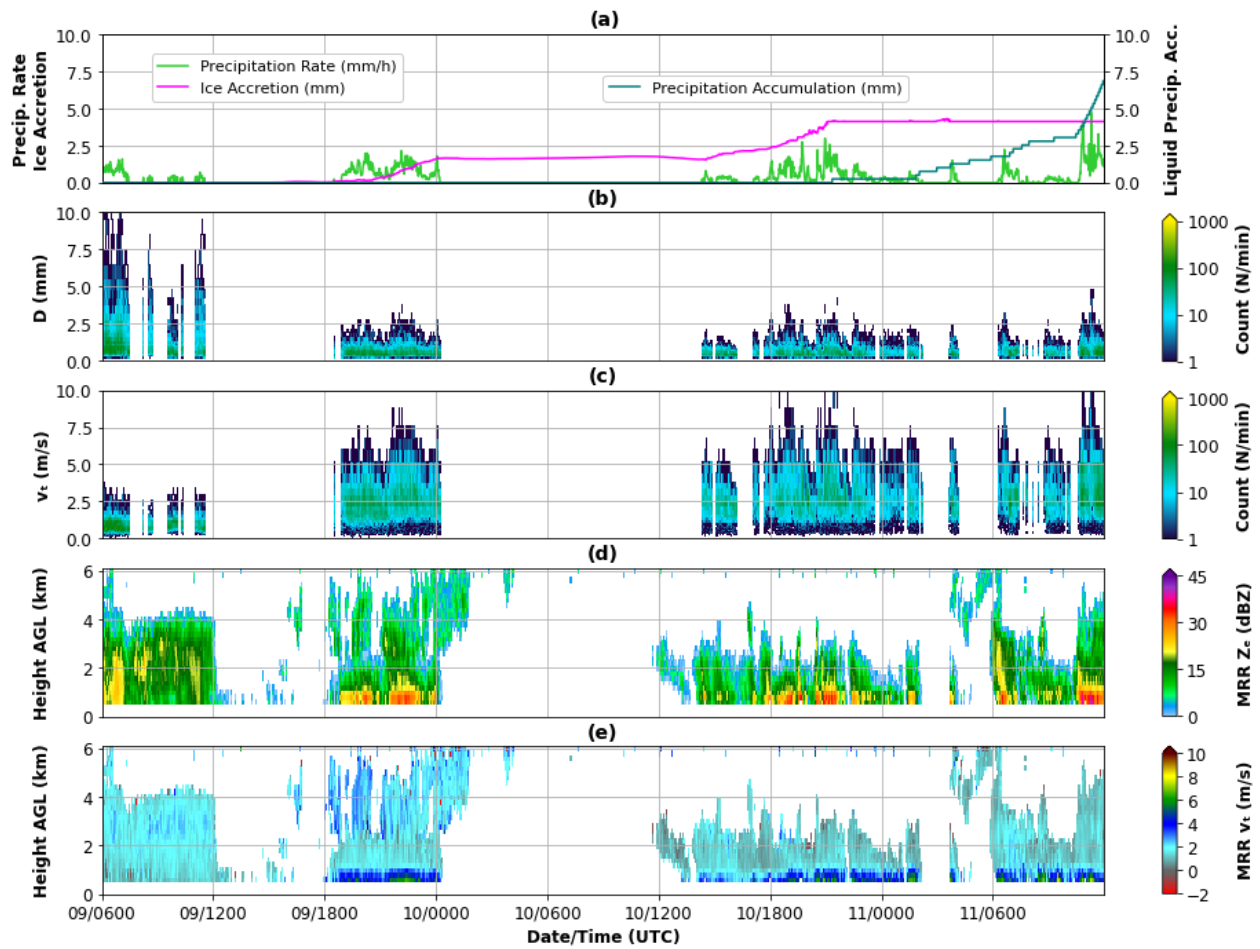 (a)
10.0
7.5
5.0
2.5
0.0
Precip. Rate
Ice Accretion
Precipitation Rate (mm/h)
Ice Accretion (mm)
Precipitation Accumulation (mm)
10.0
7.5
5.0
2.5
0.0
Liquid Precip. Acc.
(b)
10.0
7.5
5.0
2.5
0.0
D (mm)
1000
100
10
1
Count (N/min)
(c)
10.0
7.5
5.0
2.5
0.0
vₜ (m/s)
1000
100
10
1
Count (N/min)
(d)
6
4
2
0
Height AGL (km)
45
30
15
0
MRR Zₑ (dBZ)
(e)
6
4
2
0
Height AGL (km)
10
8
6
4
2
0
−2
MRR vₜ (m/s)
09/0600 09/1200 09/1800 10/0000 10/0600 10/1200 10/1800 11/0000 11/0600
Date/Time (UTC)